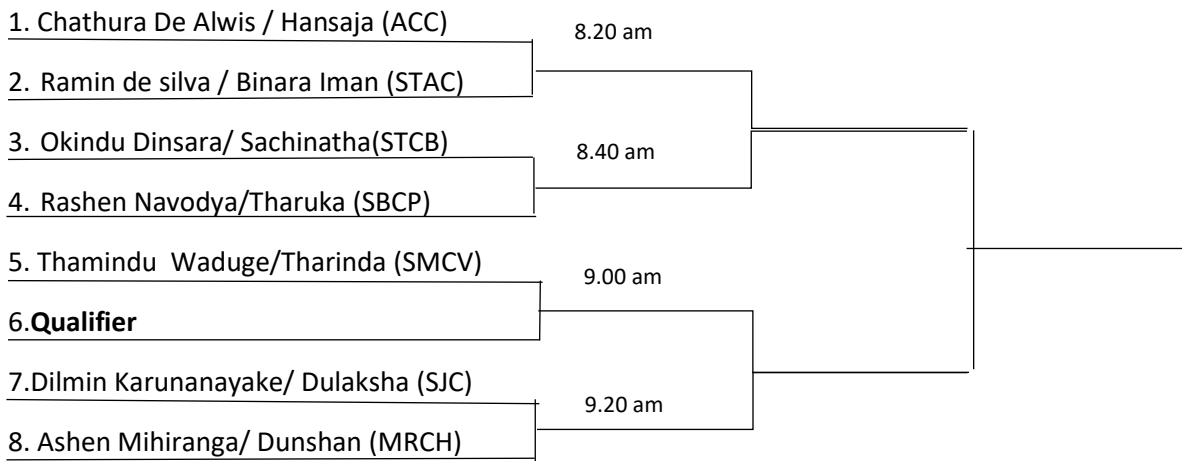 1. Chathura De Alwis / Hansaja (ACC)
8.20 am
2. Ramin de silva / Binara Iman (STAC)
3. Okindu Dinsara/ Sachinatha(STCB)
8.40 am
4. Rashen Navodya/Tharuka (SBCP)
5. Thamindu Waduge/Tharinda (SMCV)
9.00 am
6.Qualifier
7.Dilmin Karunanayake/ Dulaksha (SJC)
9.20 am
8. Ashen Mihiranga/ Dunshan (MRCH)